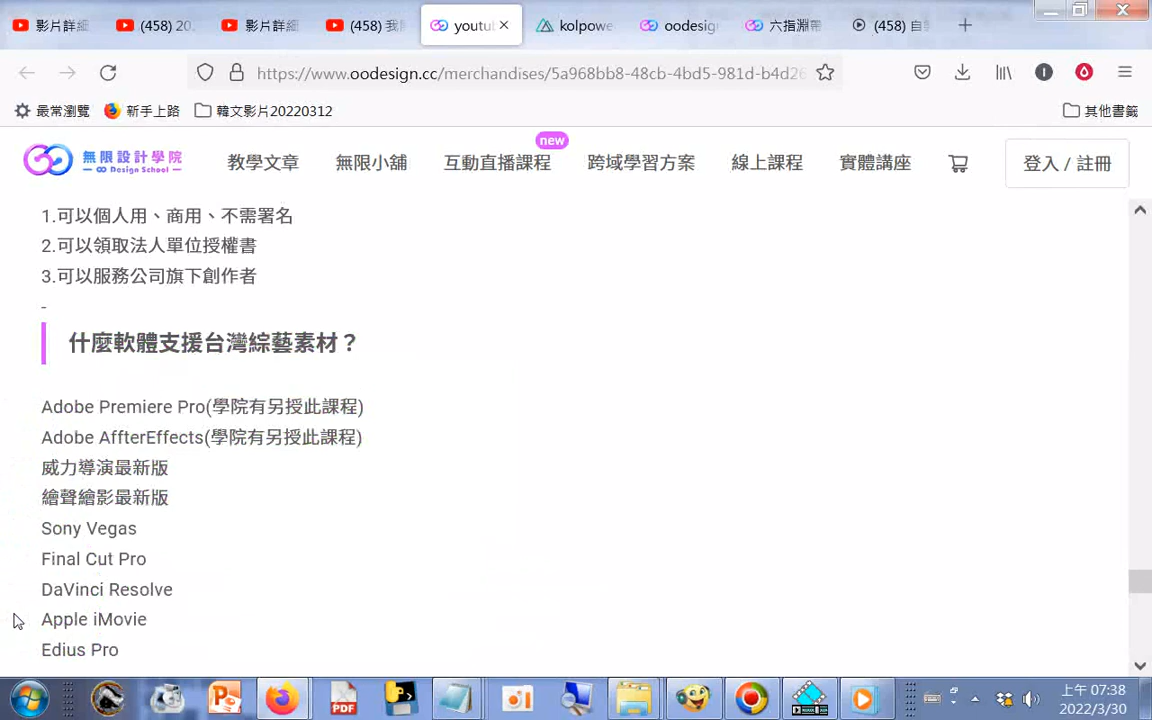 影片詳細
(458) 20
影片詳細
(458) 我
youtu
kolpowe
oodesign
六指淵
(458) 自
https://www.oodesign.cc/merchandises/5a968bb8-48cb-4bd5-981d-b4d26
最常瀏覽
新手上路
韓文影片20220312
其他書籤
無限設計學院
Design School
教學文章
無限小舖
互動直播課程
new
跨域學習方案
線上課程
實體講座
登入 / 註冊
1.可以個人用、商用、不需署名
2.可以領取法人單位授權書
3.可以服務公司旗下創作者
-
什麼軟體支援台灣綜藝素材？
Adobe Premiere Pro(學院有另授此課程)
Adobe AffterEffects(學院有另授此課程)
威力導演最新版
繪聲繪影最新版
Sony Vegas
Final Cut Pro
DaVinci Resolve
Apple iMovie
Edius Pro
PDF
上午 07:38
2022/3/30